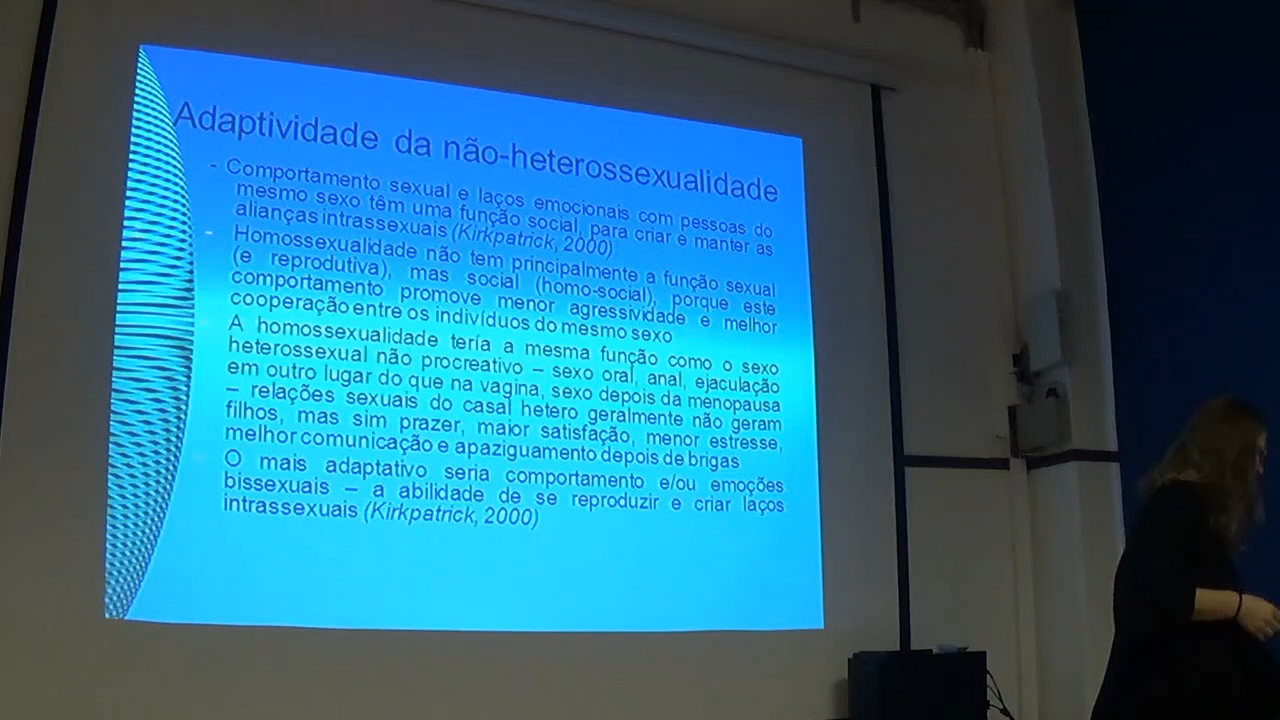 Adaptividade da não-heterossexualidade
- Comportamento sexual e laços emocionais com pessoas do
mesmo sexo têm uma função social, para criar e manter as
alianças intrassexuais (Kirkpatrick, 2000)
- Homossexualidade não tem principalmente a função sexual
(e reprodutiva), mas social (homo-social), porque este
comportamento promove menor agressividade e melhor
cooperação entre os indivíduos do mesmo sexo
A homossexualidade tería a mesma função como o sexo
heterossexual não procreativo – sexo oral, anal, ejaculação
em outro lugar do que na vagina, sexo depois da menopausa
– relações sexuais do casal hetero geralmente não geram
filhos, mas sim prazer, maior satisfação, menor estresse,
melhor comunicação e apaziguamento depois de brigas
O mais adaptativo seria comportamento e/ou emoções
bissexuais – a abilidade de se reproduzir e criar laços
intrassexuais (Kirkpatrick, 2000)